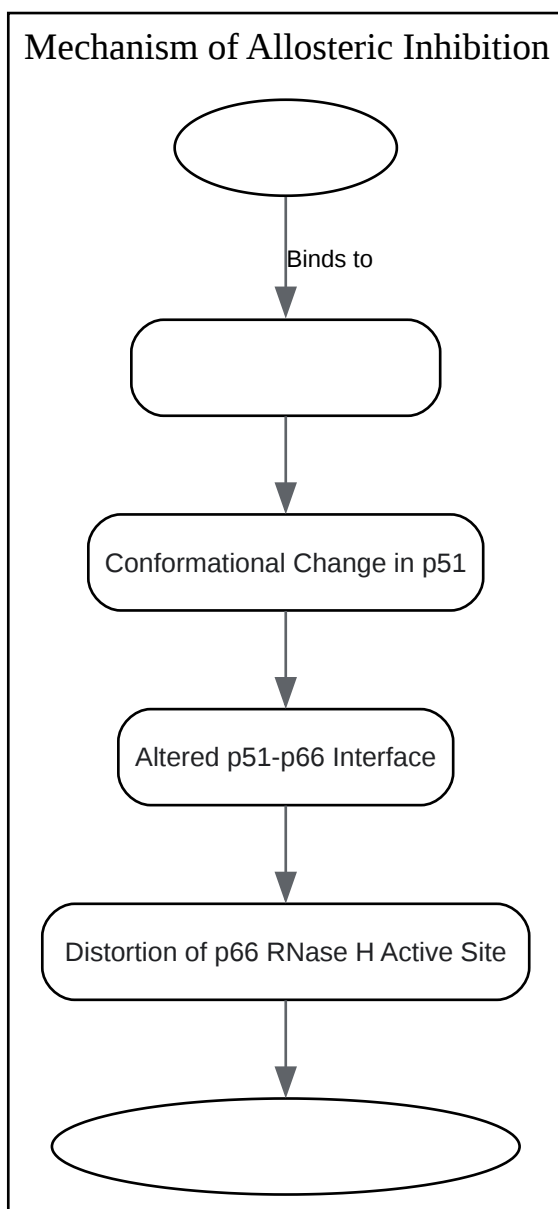 Mechanism of Allosteric Inhibition
Binds to
Conformational Change in p51
Altered p51-p66 Interface
Distortion of p66 RNase H Active Site